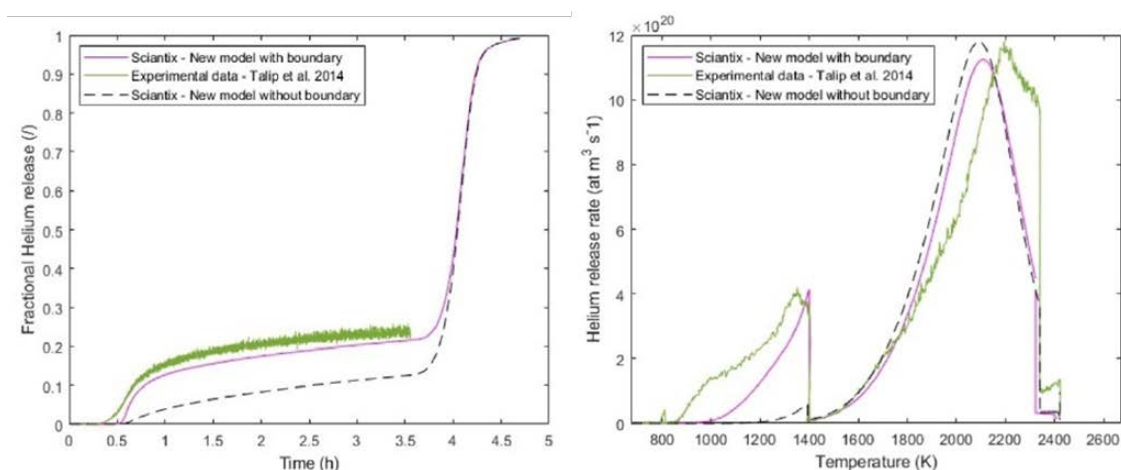 Fractional Helium release (/)
1
0.9
0.8
0.7
0.6
0.5
0.4
0.3
0.2
0.1
0
Sciantix - New model with boundary
Experimental data - Talip et al. 2014
Sciantix - New model without boundary
0 0.5 1 1.5 2 2.5 3 3.5 4 4.5 5
Time (h)
× 10^20
Helium release rate (at m³ s⁻¹)
12
10
8
6
4
2
0
Sciantix - New model with boundary
Experimental data - Talip et al. 2014
Sciantix - New model without boundary
800 1000 1200 1400 1600 1800 2000 2200 2400 2600
Temperature (K)